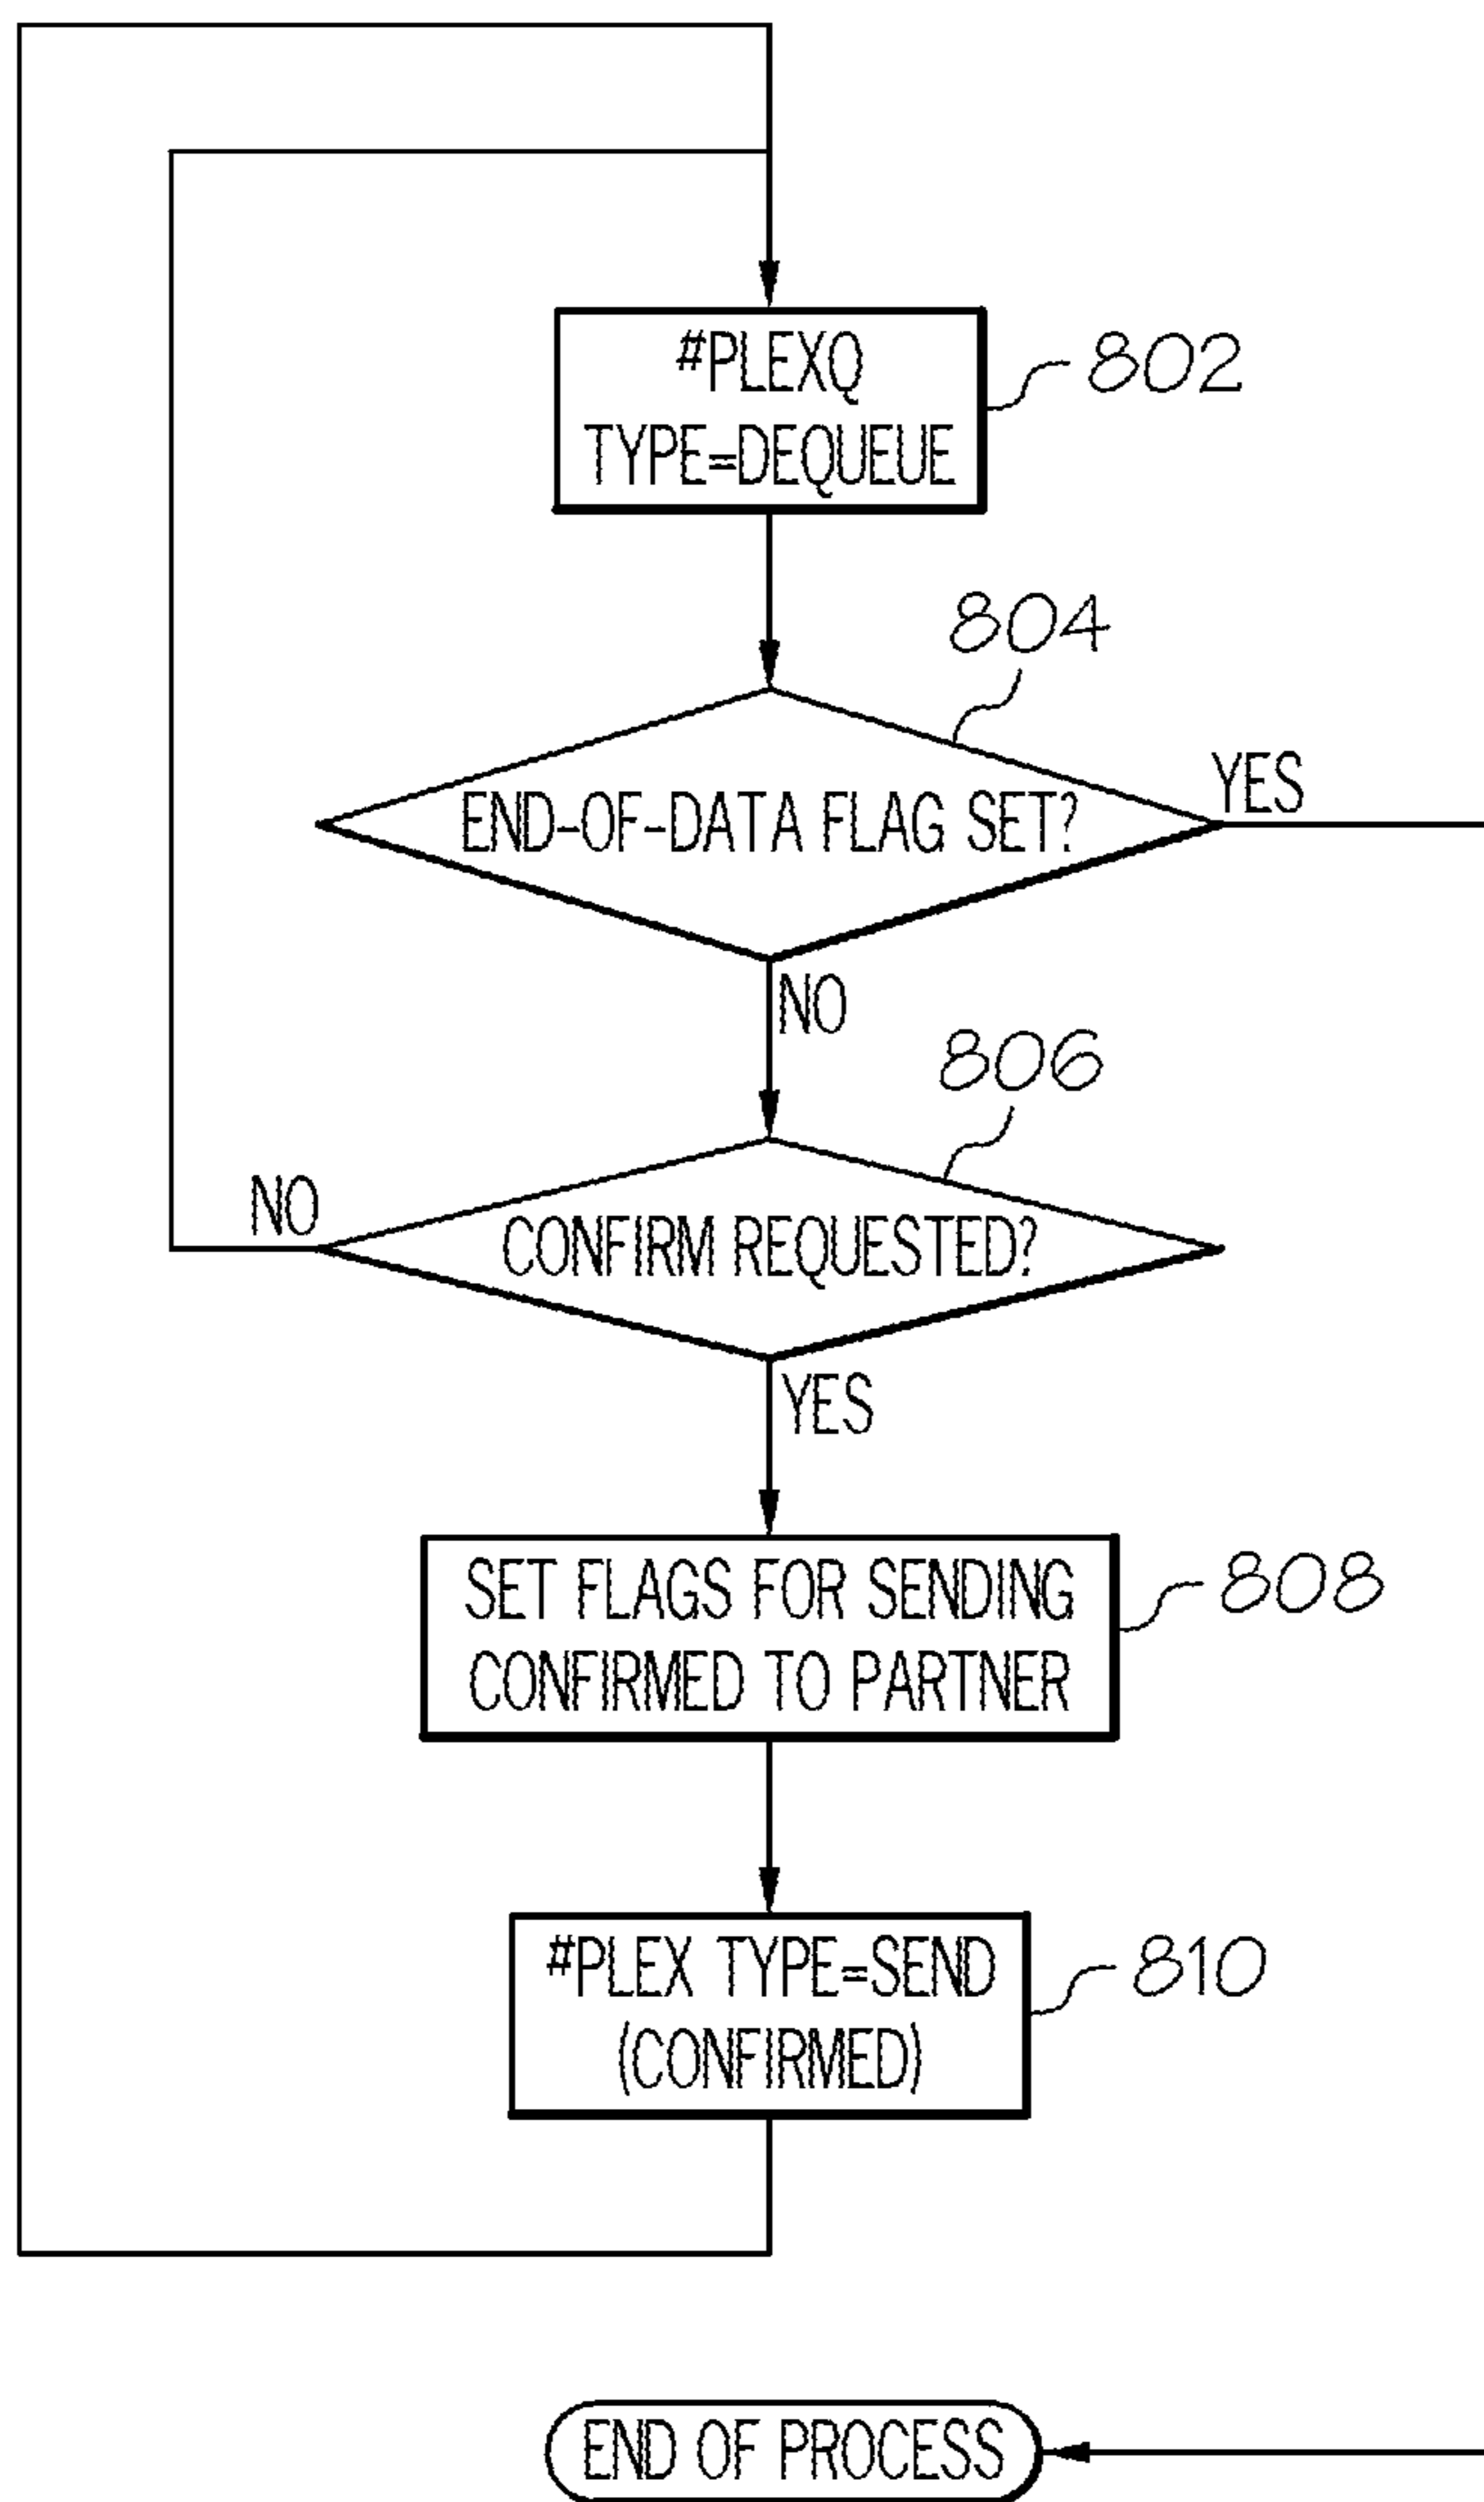 #PLEXQ
TYPE=DEQUEUE
802
804
END-OF-DATA FLAG SET?
YES
NO
806
NO
CONFIRM REQUESTED?
YES
SET FLAGS FOR SENDING
CONFIRMED TO PARTNER
808
#PLEX TYPE=SEND
(CONFIRMED)
810
END OF PROCESS